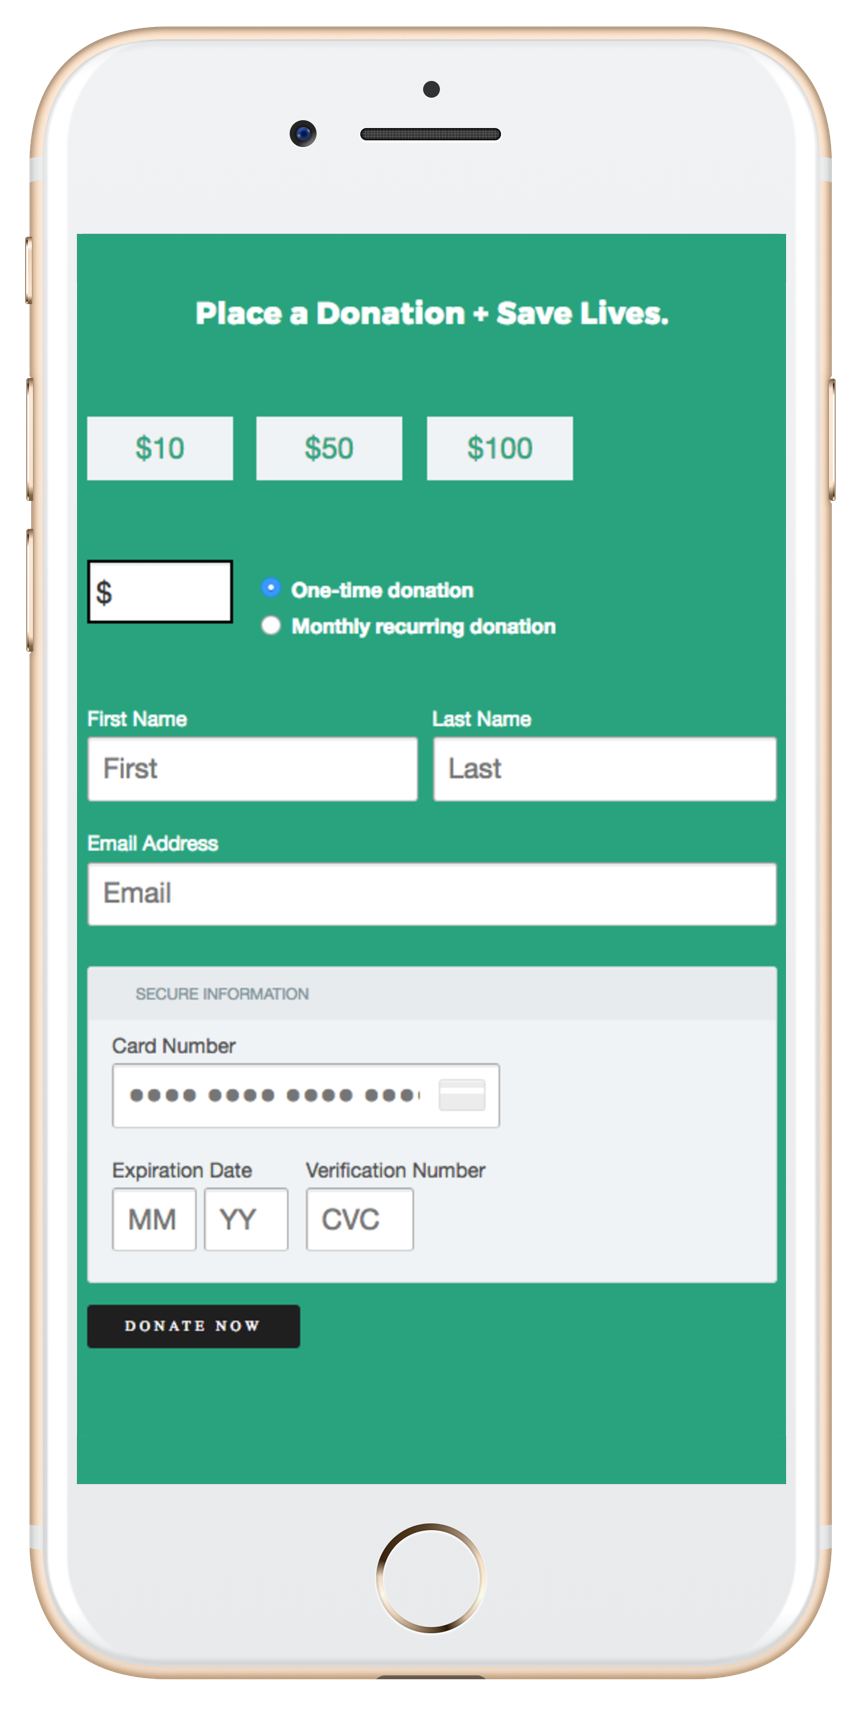 Place a Donation + Save Lives.
$10 $50 $100
$ One-time donation
Monthly recurring donation
First Name Last Name
First Last
Email Address
Email
SECURE INFORMATION
Card Number
•••• •••• •••• •••
Expiration Date Verification Number
MM YY CVC
DONATE NOW